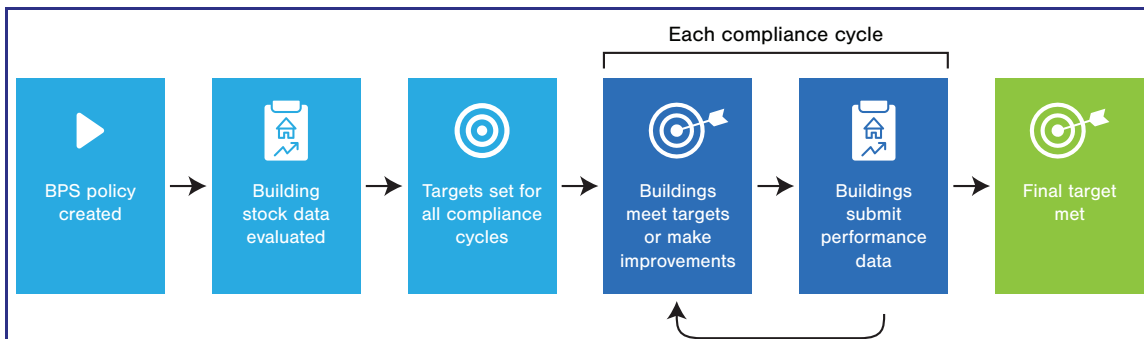 Each compliance cycle
BPS policy
created
Building
stock data
evaluated
Targets set for
all compliance
cycles
Buildings
meet targets
or make
improvements
Buildings
submit
performance
data
Final target
met